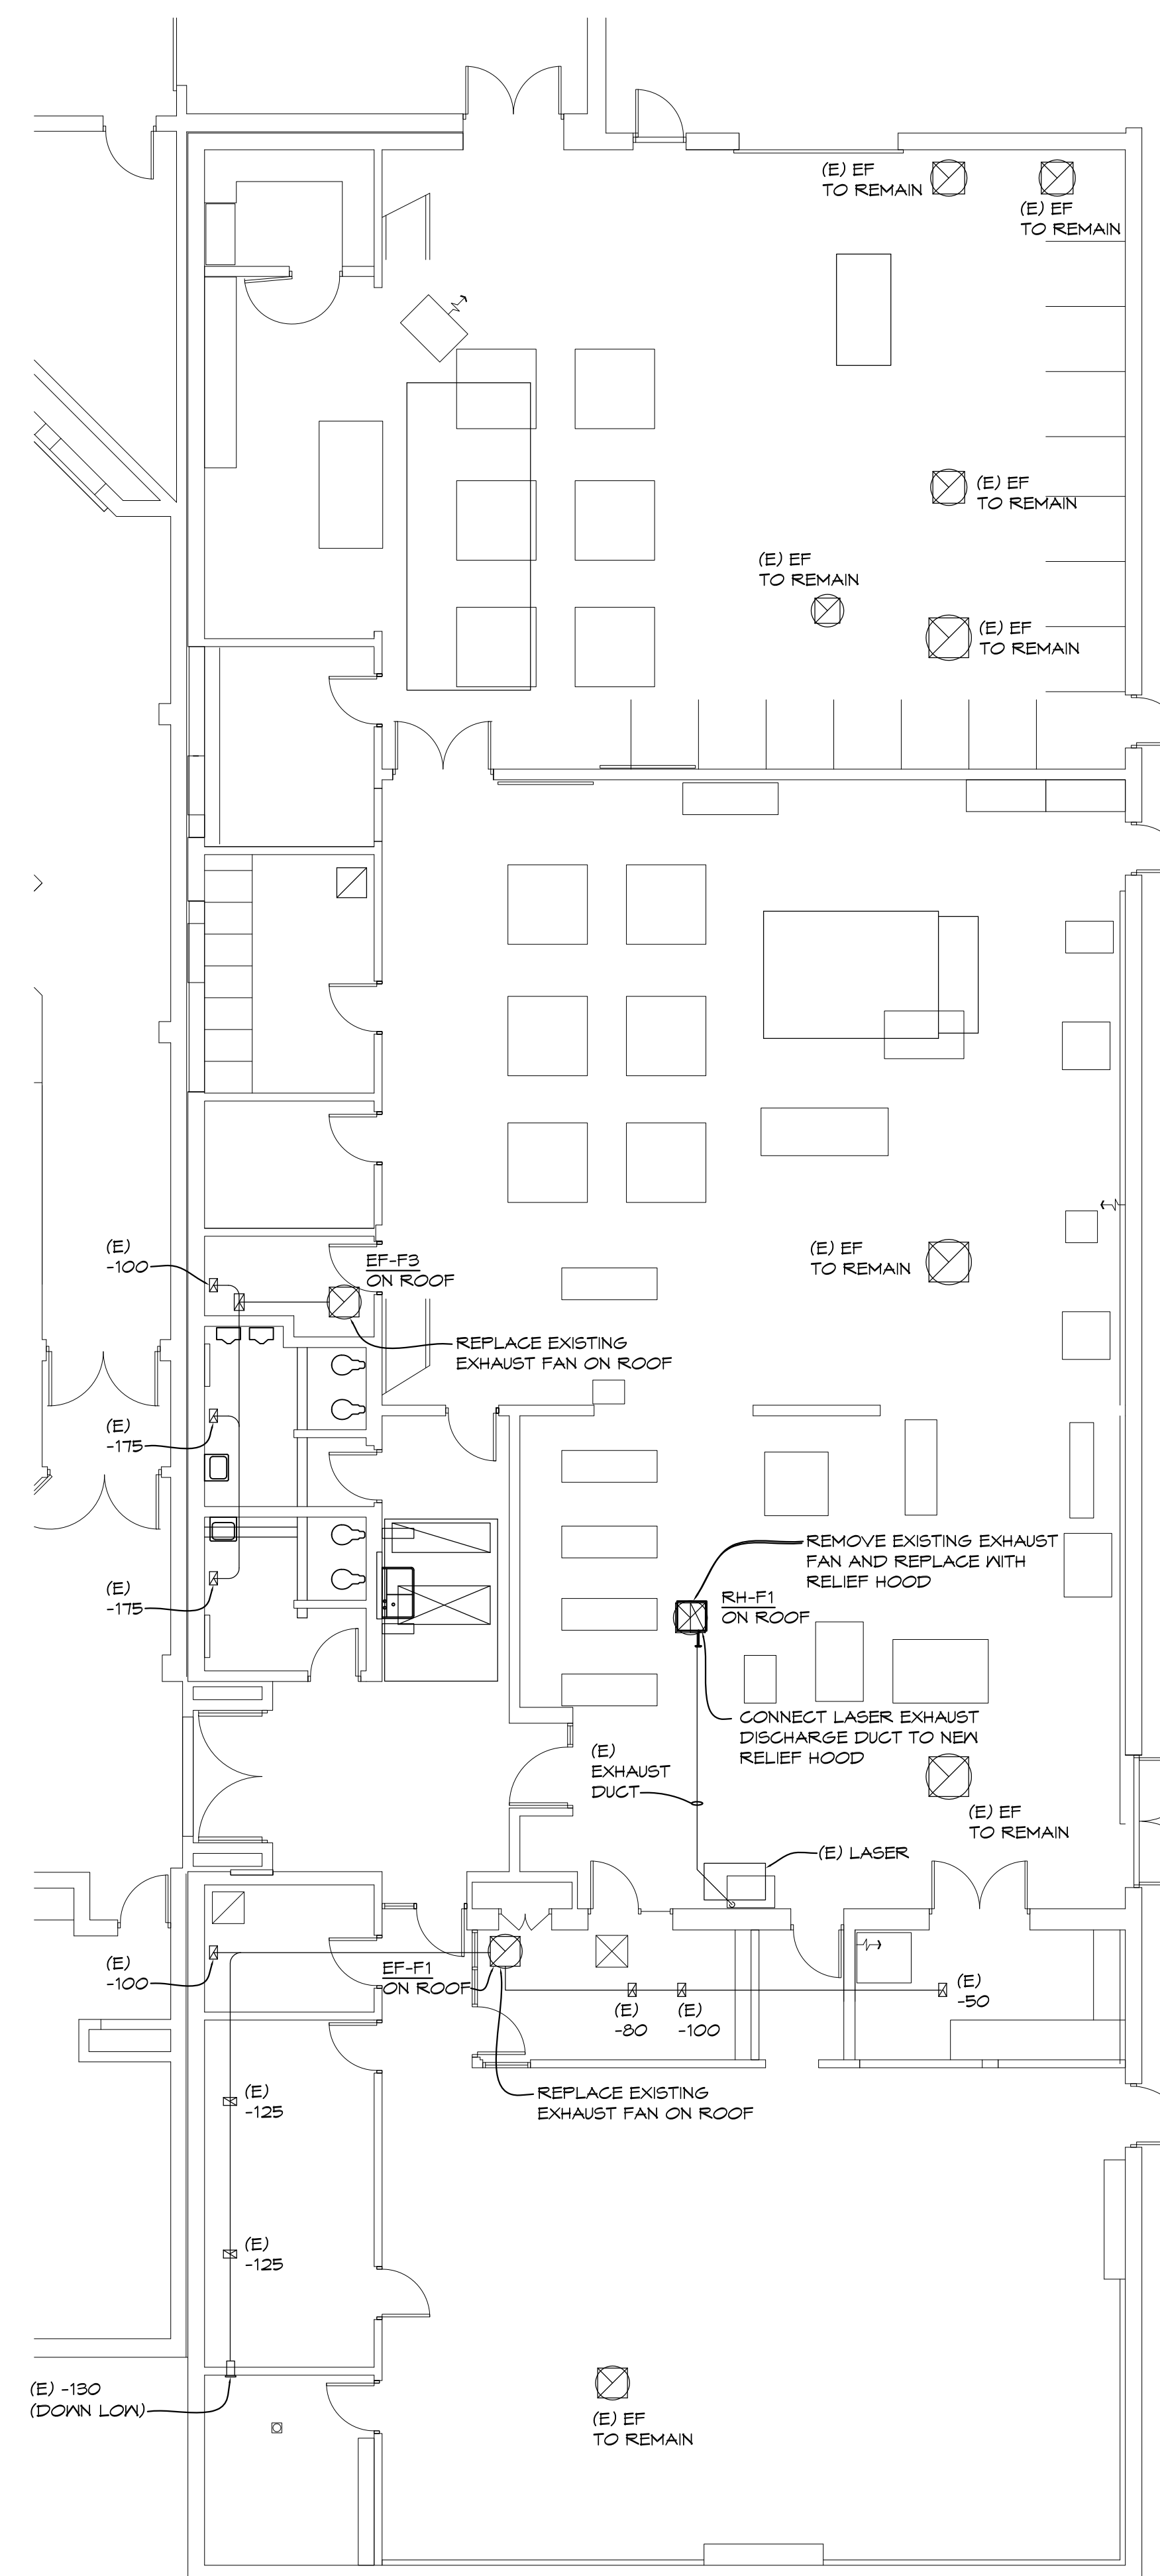 (E) EF
TO REMAIN
(E) EF
TO REMAIN
(E) EF
TO REMAIN
(E) EF
TO REMAIN
(E) EF
TO REMAIN
(E)
-100
EF-F3
ON ROOF
(E) EF
TO REMAIN
REPLACE EXISTING
EXHAUST FAN ON ROOF
(E)
-175
REMOVE EXISTING EXHAUST
FAN AND REPLACE WITH
RELIEF HOOD
(E)
-175
RH-F1
ON ROOF
CONNECT LASER EXHAUST
DISCHARGE DUCT TO NEW
RELIEF HOOD
(E)
EXHAUST
DUCT
(E) EF
TO REMAIN
(E) LASER
(E)
-100
EF-F1
ON ROOF
(E)
-80
(E)
-100
(E)
-50
(E)
-125
REPLACE EXISTING
EXHAUST FAN ON ROOF
(E)
-125
(E) -130
(DOWN LOW)
(E) EF
TO REMAIN